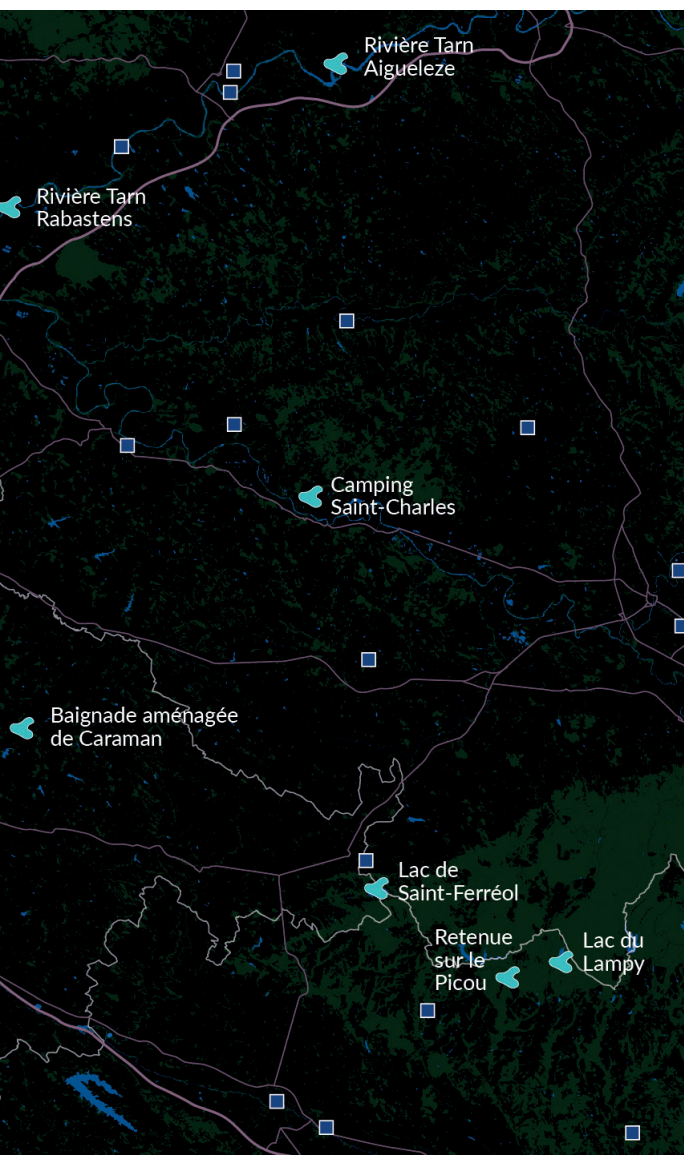 Rivière Tarn
Aigueleze
Rivière Tarn
Rabastens
Camping
Saint-Charles
Baignade aménagée
de Caraman
Lac de
Saint-Ferréol
Retenue
sur le
Picou
Lac du
Lampy